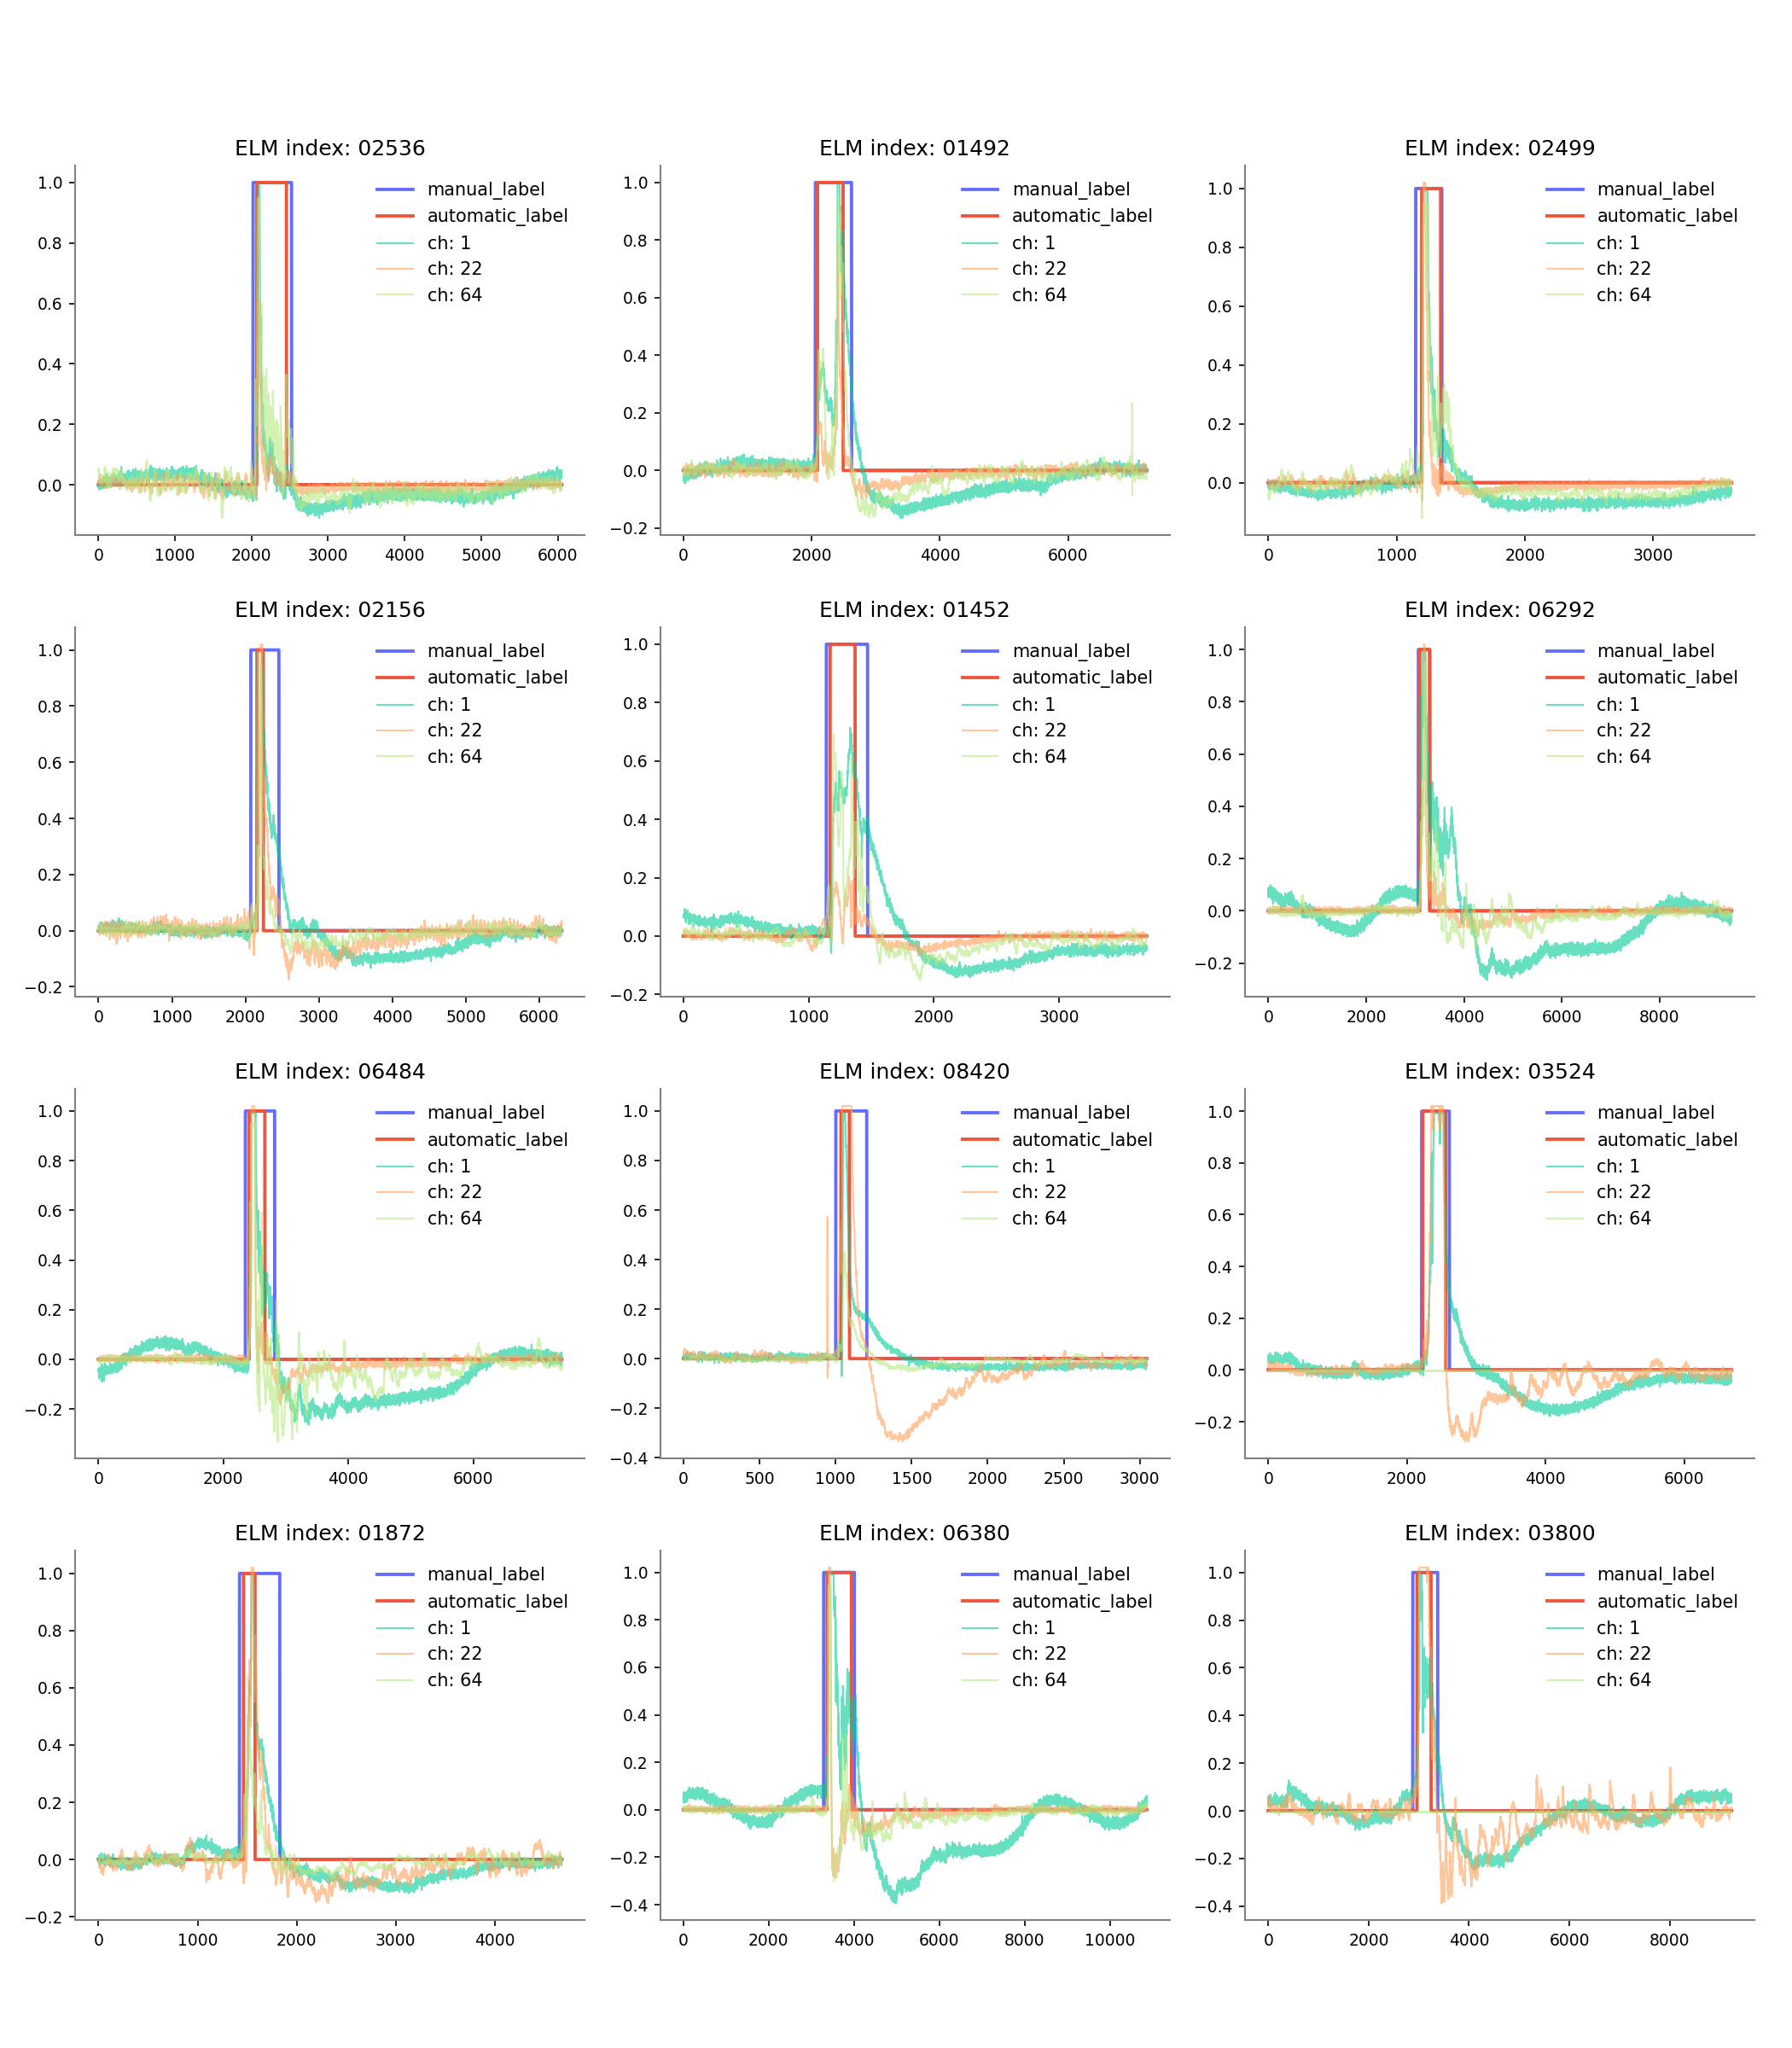 ELM index: 02536
1.0
0.8
0.6
0.4
0.2
0.0
manual_label
automatic_label
ch: 1
ch: 22
ch: 64
0 1000 2000 3000 4000 5000 6000
ELM index: 01492
1.0
0.8
0.6
0.4
0.2
0.0
−0.2
manual_label
automatic_label
ch: 1
ch: 22
ch: 64
0 2000 4000 6000
ELM index: 02499
1.0
0.8
0.6
0.4
0.2
0.0
manual_label
automatic_label
ch: 1
ch: 22
ch: 64
0 1000 2000 3000
ELM index: 02156
1.0
0.8
0.6
0.4
0.2
0.0
−0.2
manual_label
automatic_label
ch: 1
ch: 22
ch: 64
0 1000 2000 3000 4000 5000 6000
ELM index: 01452
1.0
0.8
0.6
0.4
0.2
0.0
−0.2
manual_label
automatic_label
ch: 1
ch: 22
ch: 64
0 1000 2000 3000
ELM index: 06292
1.0
0.8
0.6
0.4
0.2
0.0
−0.2
manual_label
automatic_label
ch: 1
ch: 22
ch: 64
0 2000 4000 6000 8000
ELM index: 06484
1.0
0.8
0.6
0.4
0.2
0.0
−0.2
manual_label
automatic_label
ch: 1
ch: 22
ch: 64
0 2000 4000 6000
ELM index: 08420
1.0
0.8
0.6
0.4
0.2
0.0
−0.2
−0.4
manual_label
automatic_label
ch: 1
ch: 22
ch: 64
0 500 1000 1500 2000 2500 3000
ELM index: 03524
1.0
0.8
0.6
0.4
0.2
0.0
−0.2
manual_label
automatic_label
ch: 1
ch: 22
ch: 64
0 2000 4000 6000
ELM index: 01872
1.0
0.8
0.6
0.4
0.2
0.0
−0.2
manual_label
automatic_label
ch: 1
ch: 22
ch: 64
0 1000 2000 3000 4000
ELM index: 06380
1.0
0.8
0.6
0.4
0.2
0.0
−0.2
−0.4
manual_label
automatic_label
ch: 1
ch: 22
ch: 64
0 2000 4000 6000 8000 10000
ELM index: 03800
1.0
0.8
0.6
0.4
0.2
0.0
−0.2
−0.4
manual_label
automatic_label
ch: 1
ch: 22
ch: 64
0 2000 4000 6000 8000